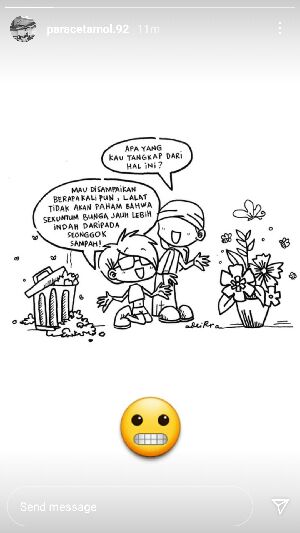 paracetamol.92 11m
APA YANG
KAU TANGKAP DARI
HAL INI?
MAU DISAMPAIKAN
BERAPA KALI PUN, LALAT
TIDAK AKAN PAHAM BAHWA
SEKUNTUM BUNGA JAUH LEBIH
INDAH DARIPADA
SEONGGOK
SAMPAH!
Send message